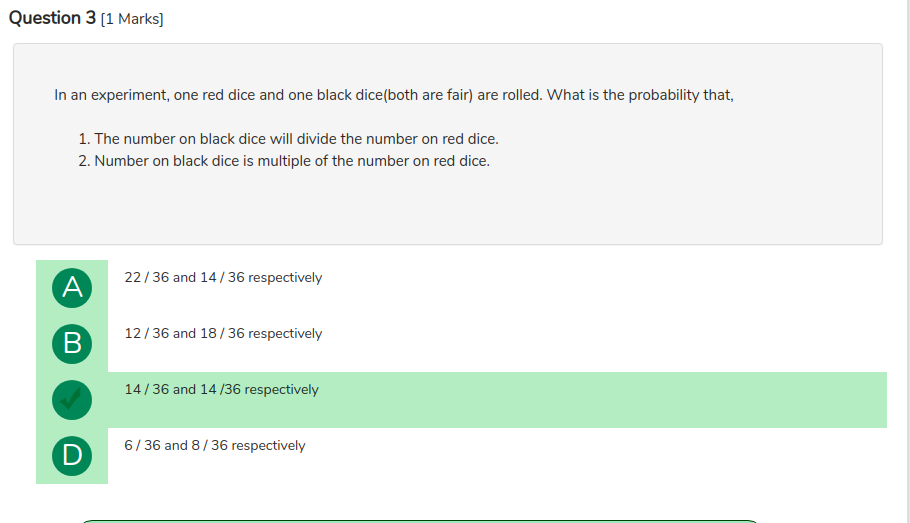 Question 3 [1 Marks]
In an experiment, one red dice and one black dice(both are fair) are rolled. What is the probability that,
1. The number on black dice will divide the number on red dice.
2. Number on black dice is multiple of the number on red dice.
A
22 / 36 and 14 / 36 respectively
B
12 / 36 and 18 / 36 respectively
14 / 36 and 14 /36 respectively
D
6 / 36 and 8 / 36 respectively